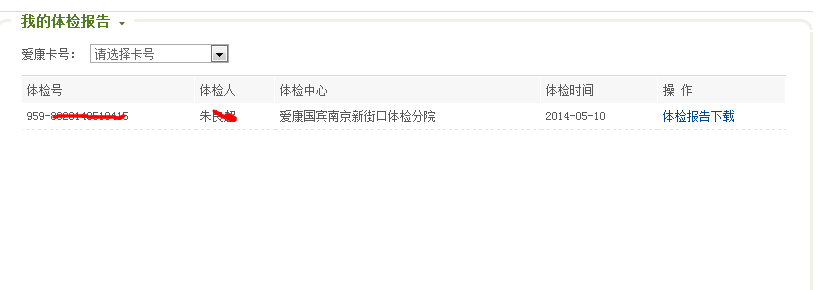 我的体检报告
爱康卡号： 请选择卡号
体检号 体检人 体检中心 体检时间 操 作
959- 朱 爱康国宾南京新街口体检分院 2014-05-10 体检报告下载